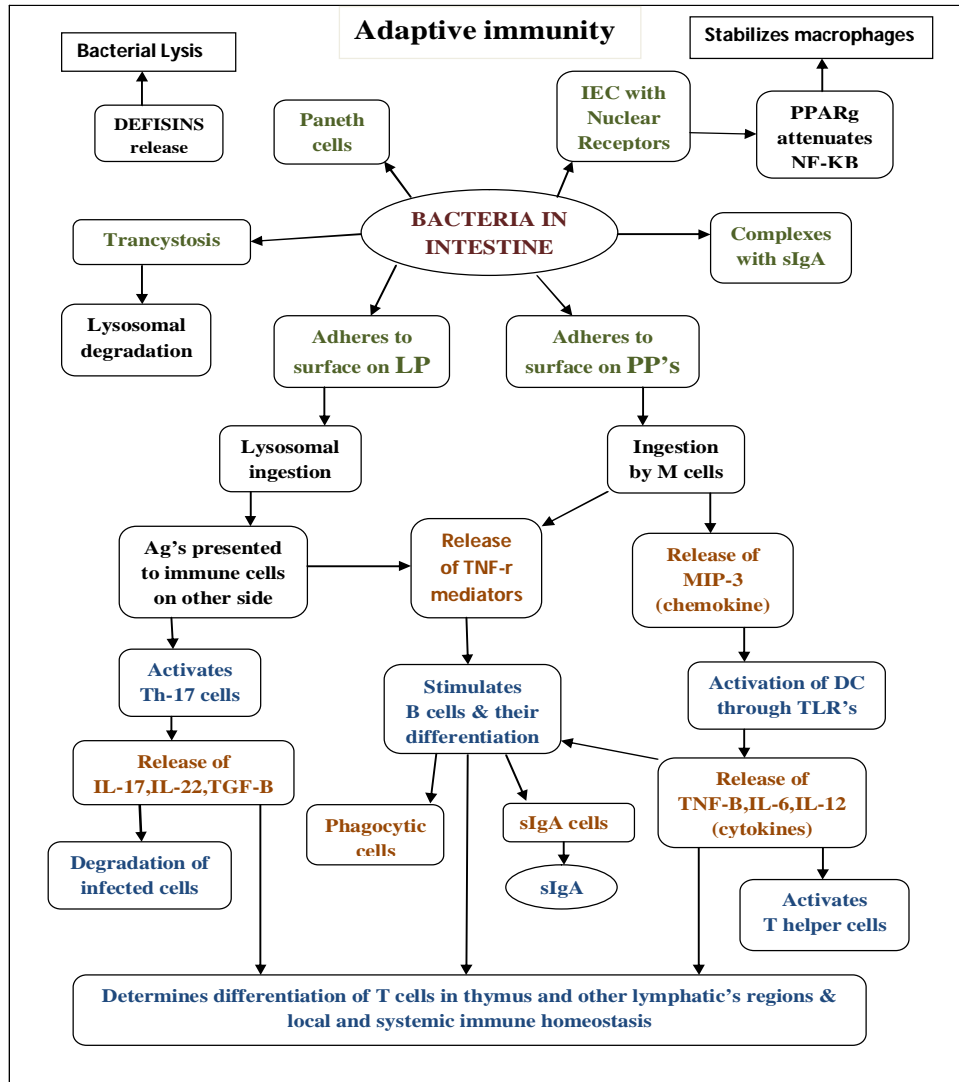 Adaptive immunity
Bacterial Lysis
Stabilizes macrophages
DEFISINS
release
Paneth
cells
IEC with
Nuclear
Receptors
PPARg
attenuates
NF-KB
BACTERIA IN
INTESTINE
Trancystosis
Complexes
with sIgA
Lysosomal
degradation
Adheres to
surface on LP
Adheres to
surface on PP's
Lysosomal
ingestion
Ingestion
by M cells
Ag's presented
to immune cells
on other side
Release
of TNF-r
mediators
Release of
MIP-3
(chemokine)
Activates
Th-17 cells
Stimulates
B cells & their
differentiation
Activation of DC
through TLR's
Release of
IL-17,IL-22,TGF-B
Release of
TNF-B,IL-6,IL-12
(cytokines)
Phagocytic
cells
sIgA cells
Degradation of
infected cells
sIgA
Activates
T helper cells
Determines differentiation of T cells in thymus and other lymphatic's regions &
local and systemic immune homeostasis